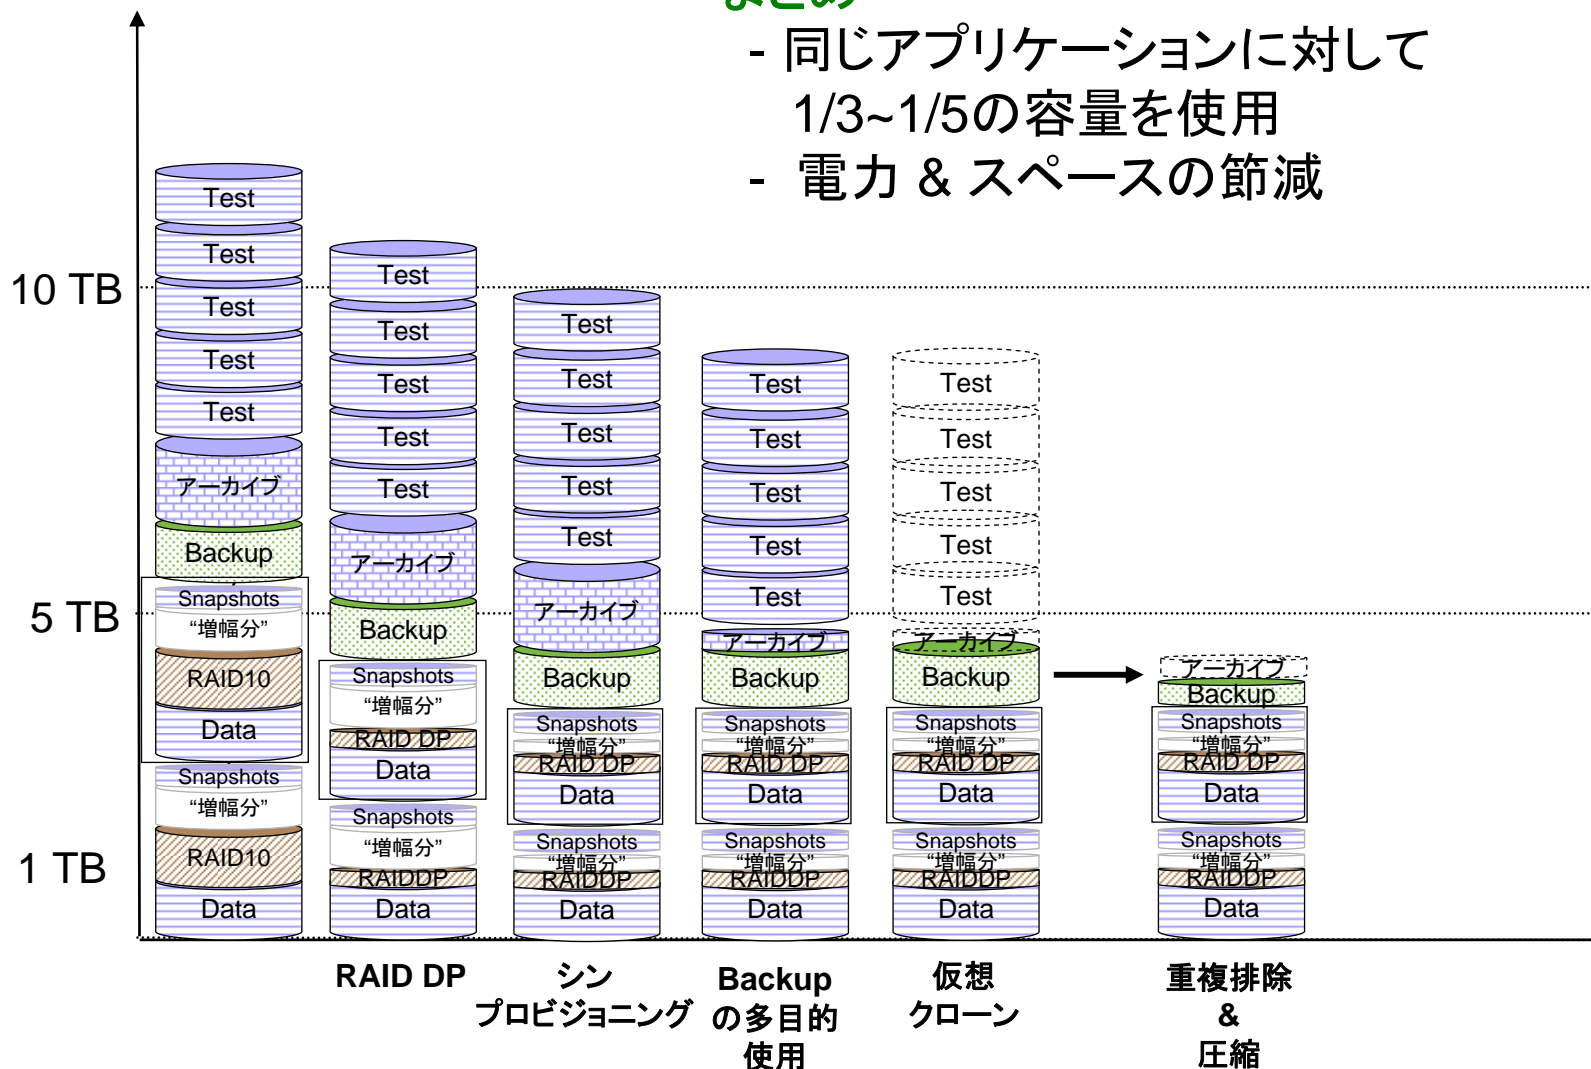 まとめ
- 同じアプリケーションに対して
1/3~1/5の容量を使用
- 電力 & スペースの節減
10 TB
5 TB
1 TB
Test
Test
Test
Test
Test
アーカイブ
Backup
Snapshots
“増幅分”
RAID10
Data
Snapshots
“増幅分”
RAID10
Data
Test
Test
Test
Test
Test
アーカイブ
Backup
Snapshots
“増幅分”
RAID DP
Data
Snapshots
“増幅分”
RAIDDP
Data
Test
Test
Test
Test
Test
アーカイブ
Backup
Snapshots
“増幅分”
RAID DP
Data
Snapshots
“増幅分”
RAIDDP
Data
Test
Test
Test
Test
Test
アーカイブ
Backup
Snapshots
“増幅分”
RAID DP
Data
Snapshots
“増幅分”
RAIDDP
Data
Test
Test
Test
Test
Test
アーカイブ
Backup
Snapshots
“増幅分”
RAID DP
Data
Snapshots
“増幅分”
RAIDDP
Data
アーカイブ
Backup
Snapshots
“増幅分”
RAID DP
Data
Snapshots
“増幅分”
RAIDDP
Data
RAID DP
シン
プロビジョニング
Backup
の多目的
使用
仮想
クローン
重複排除
&
圧縮